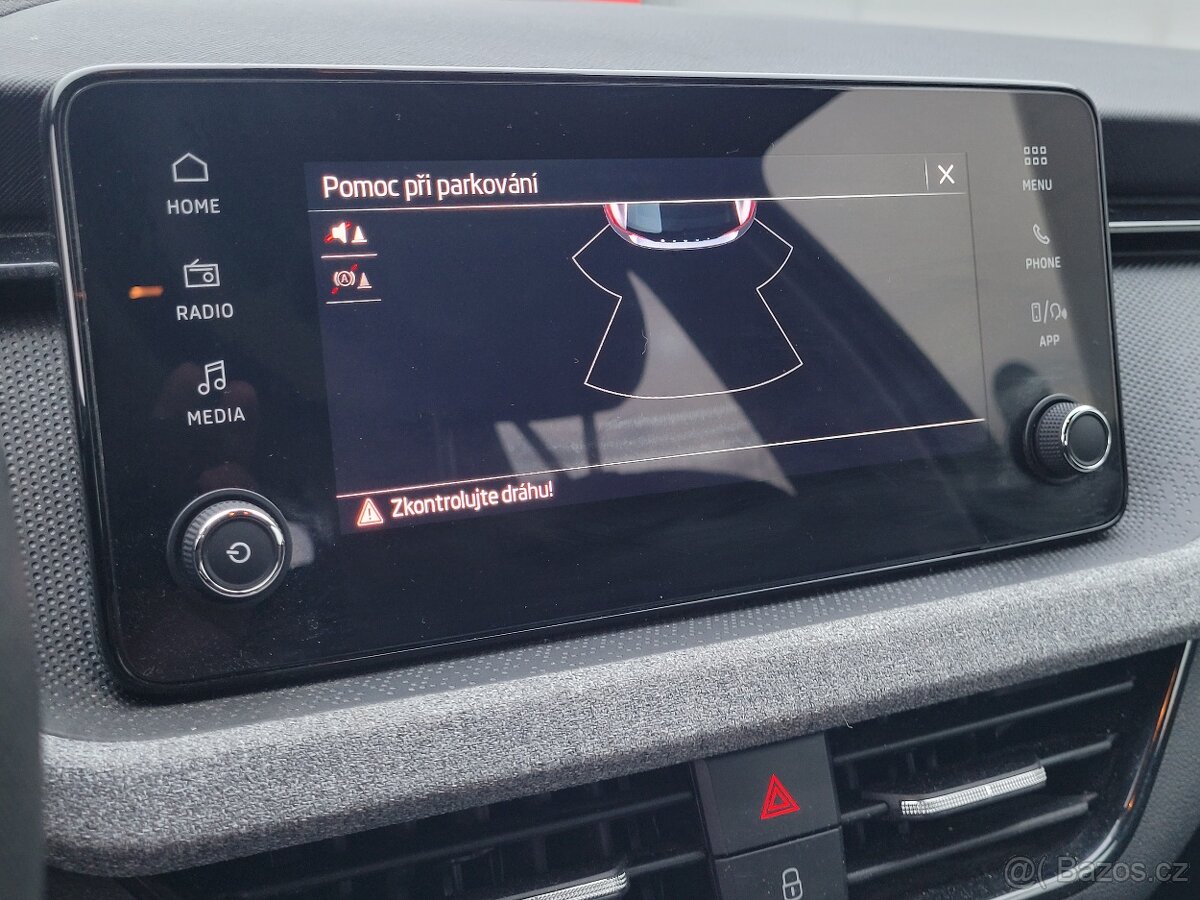 Pomoc při parkování
HOME
RADIO
MEDIA
MENU
PHONE
APP
Zkontrolujte dráhu!
@( Bazos.cz